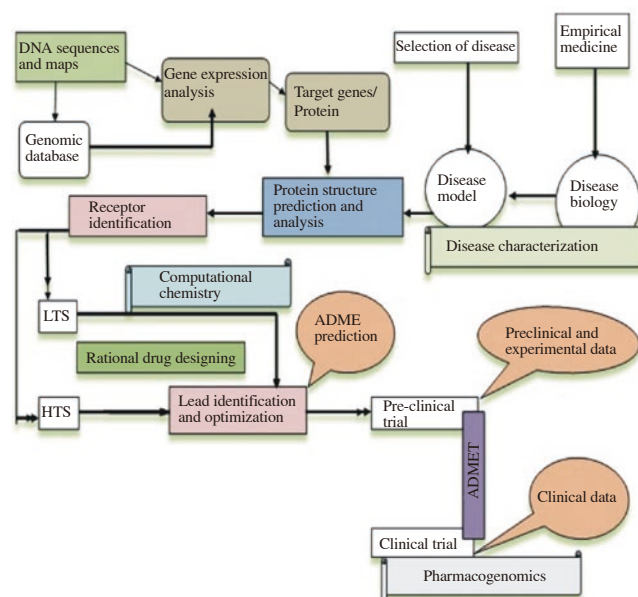 DNA sequences
and maps
Gene expression
analysis
Selection of disease
Empirical
medicine
Genomic
database
Target genes/
Protein
Receptor
identification
Protein structure
prediction and
analysis
Disease
model
Disease
biology
Disease characterization
Computational
chemistry
LTS
ADME
prediction
Preclinical and
experimental data
Rational drug designing
HTS
Lead identification
and optimization
Pre-clinical
trial
ADMET
Clinical data
Clinical trial
Pharmacogenomics